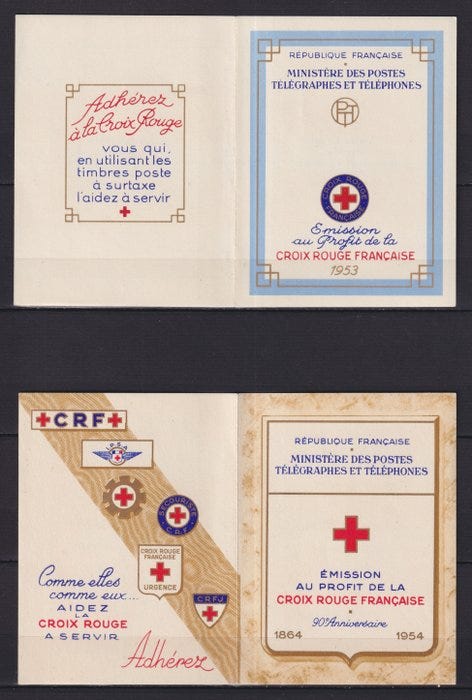 Adhérez
à la Croix Rouge
vous qui,
en utilisant les
timbres poste
à surtaxe
l'aidez à servir
RÉPUBLIQUE FRANÇAISE
MINISTÈRE DES POSTES
TÉLÉGRAPHES ET TÉLÉPHONES
PTT
CROIX ROUGE
FRANÇAISE
Emission
au Profit de la
CROIX ROUGE FRANÇAISE
1953
CRF
SECOURISTE
C.R.F.
CROIX ROUGE
FRANÇAISE
URGENCE
CRFJ
Comme elles
comme eux...
AIDEZ
LA
CROIX ROUGE
A SERVIR
Adhérez
RÉPUBLIQUE FRANÇAISE
MINISTÈRE DES POSTES
TÉLÉGRAPHES ET TÉLÉPHONES
ÉMISSION
AU PROFIT DE LA
CROIX ROUGE FRANÇAISE
90e Anniversaire
1864 1954